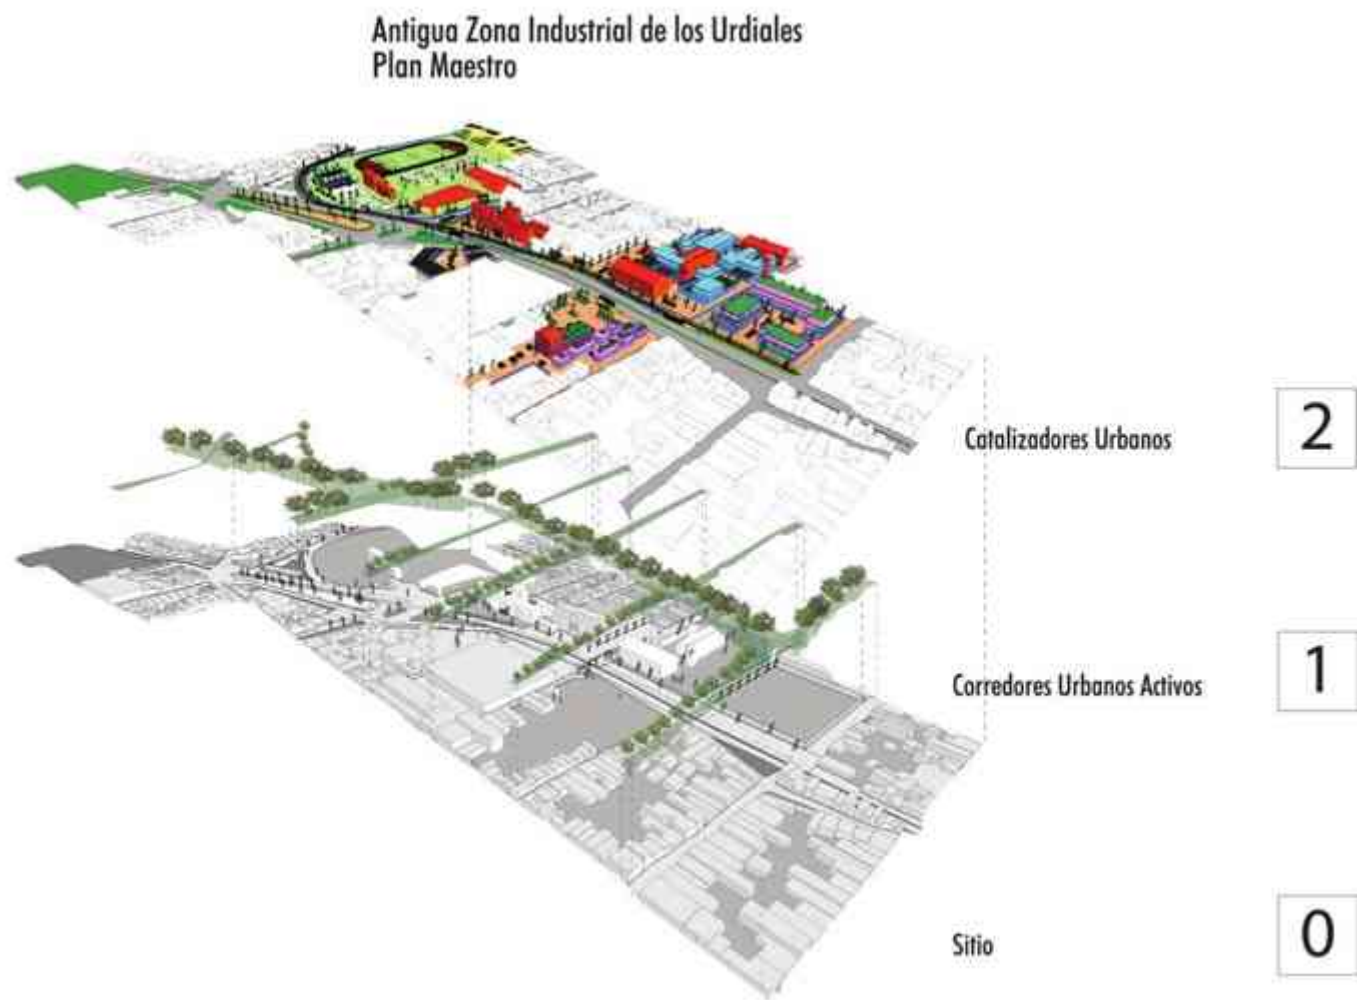 Antigua Zona Industrial de los Urdiales
Plan Maestro
Catalizadores Urbanos
2
Corredores Urbanos Activos
1
Sitio
0